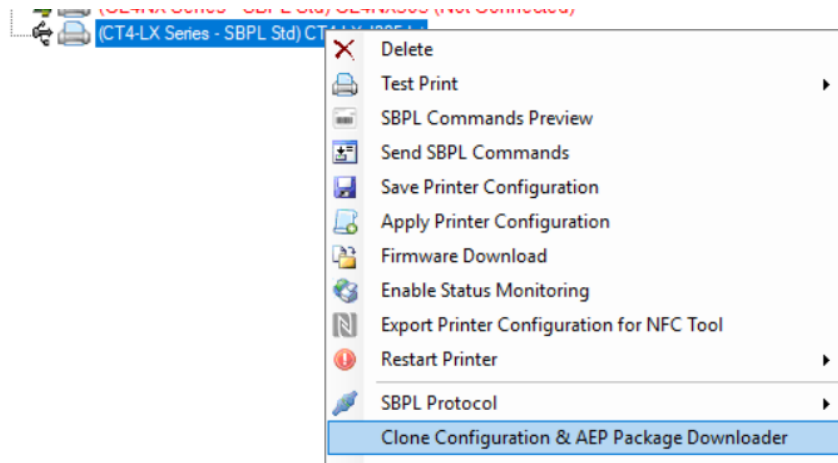 (CT4-LX Series - SBPL Std)
Delete
Test Print
SBPL Commands Preview
Send SBPL Commands
Save Printer Configuration
Apply Printer Configuration
Firmware Download
Enable Status Monitoring
Export Printer Configuration for NFC Tool
Restart Printer
SBPL Protocol
Clone Configuration & AEP Package Downloader